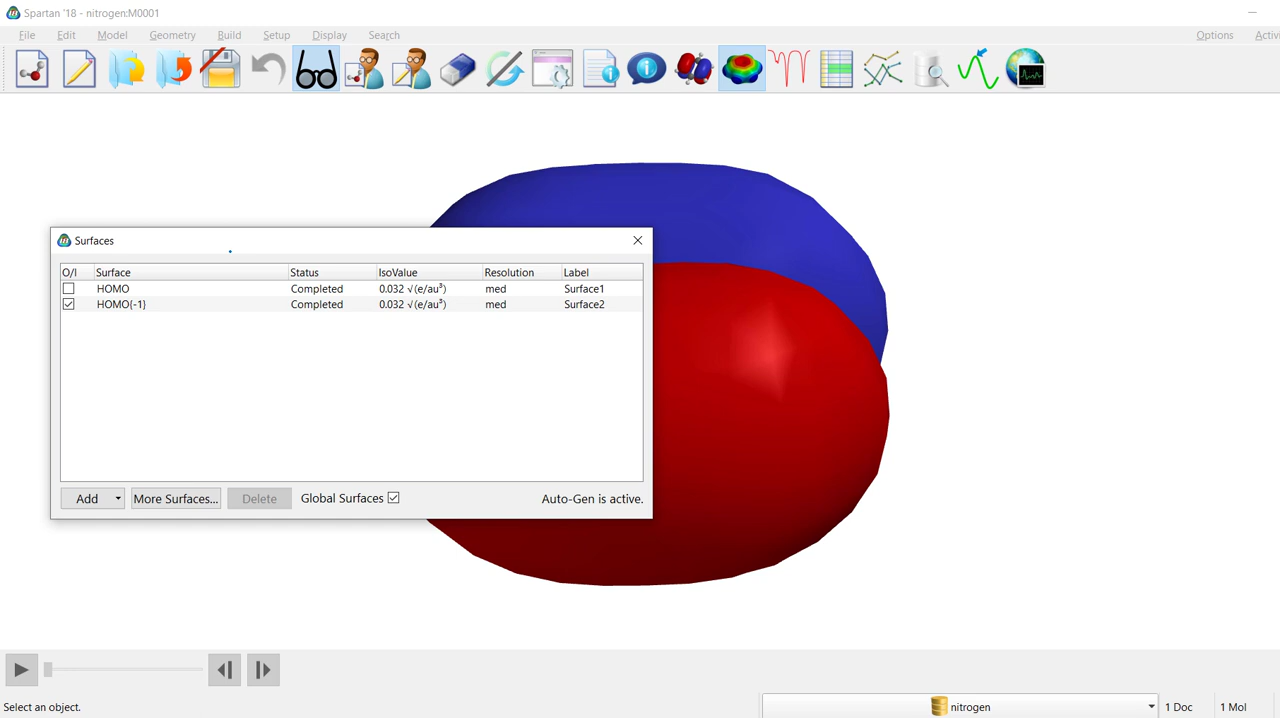 Spartan '18 - nitrogen:M0001
File Edit Model Geometry Build Setup Display Search Options Activi
Surfaces
O/I Surface Status IsoValue Resolution Label
HOMO Completed 0.032 √(e/au³) med Surface1
HOMO{-1} Completed 0.032 √(e/au³) med Surface2
Add More Surfaces... Delete Global Surfaces Auto-Gen is active.
Select an object. nitrogen 1 Doc 1 Mol